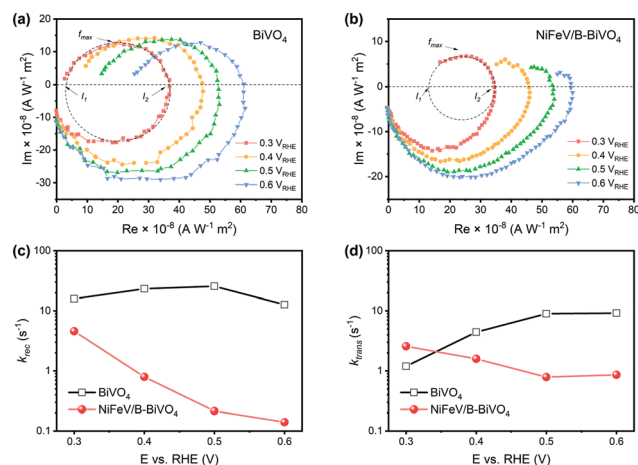 (a)
BiVO4
fmax
I1
I2
0.3 VRHE
0.4 VRHE
0.5 VRHE
0.6 VRHE
20
10
0
-10
-20
-30
Im × 10-8 (A W-1 m2)
0 10 20 30 40 50 60 70 80
Re × 10-8 (A W-1 m2)
(b)
NiFeV/B-BiVO4
fmax
I1
I2
0.3 VRHE
0.4 VRHE
0.5 VRHE
0.6 VRHE
10
0
-10
-20
Im × 10-8 (A W-1 m2)
0 10 20 30 40 50 60 70 80
Re × 10-8 (A W-1 m2)
(c)
100
10
1
0.1
krec (s-1)
BiVO4
NiFeV/B-BiVO4
0.3 0.4 0.5 0.6
E vs. RHE (V)
(d)
100
10
1
0.1
ktrans (s-1)
BiVO4
NiFeV/B-BiVO4
0.3 0.4 0.5 0.6
E vs. RHE (V)